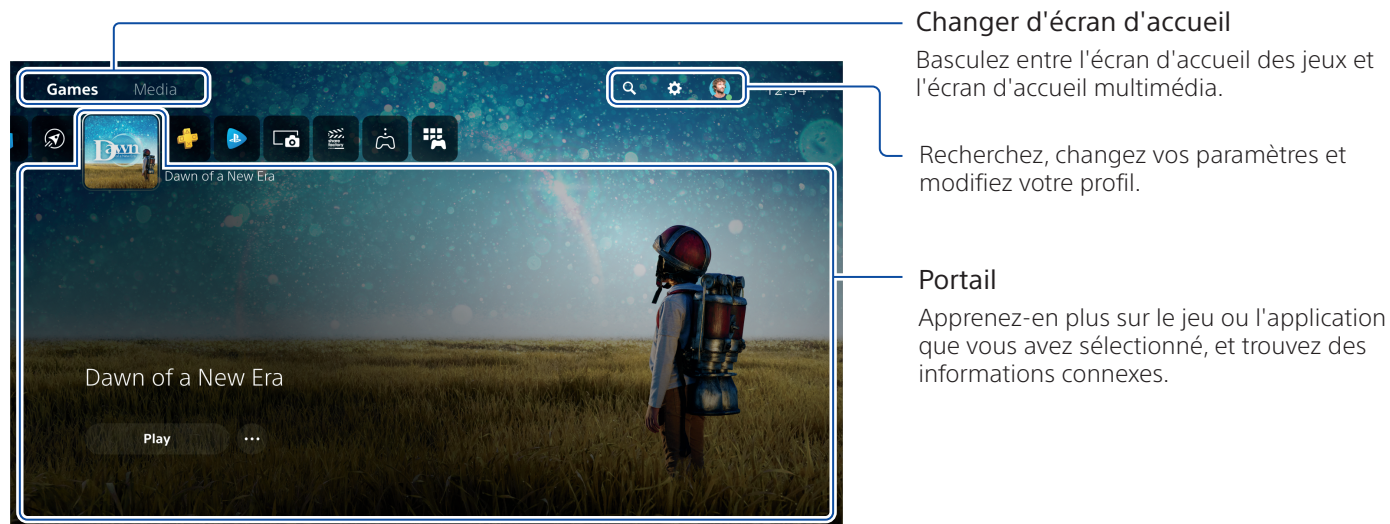 Changer d'écran d'accueil
Basculez entre l'écran d'accueil des jeux et
l'écran d'accueil multimédia.
Games Media
12:34
Dawn
Dawn of a New Era
Recherchez, changez vos paramètres et
modifiez votre profil.
Portail
Apprenez-en plus sur le jeu ou l'application
que vous avez sélectionné, et trouvez des
informations connexes.
Dawn of a New Era
Play